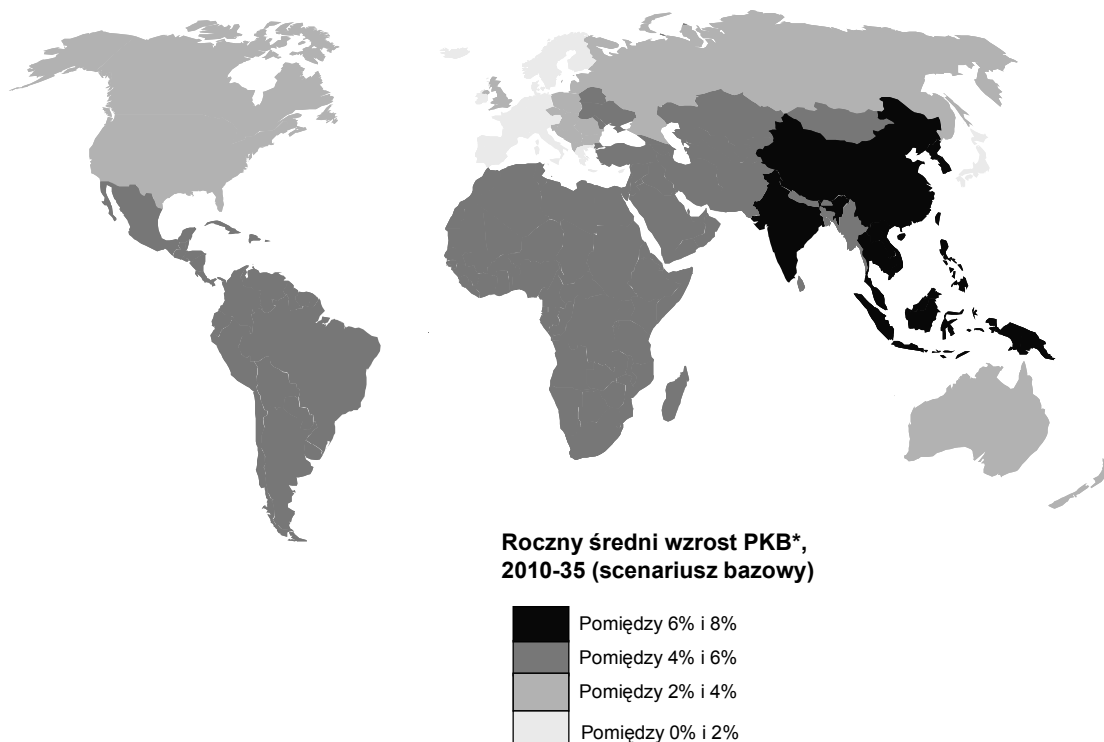 Roczny średni wzrost PKB*,
2010-35 (scenariusz bazowy)
Pomiędzy 6% i 8%
Pomiędzy 4% i 6%
Pomiędzy 2% i 4%
Pomiędzy 0% i 2%